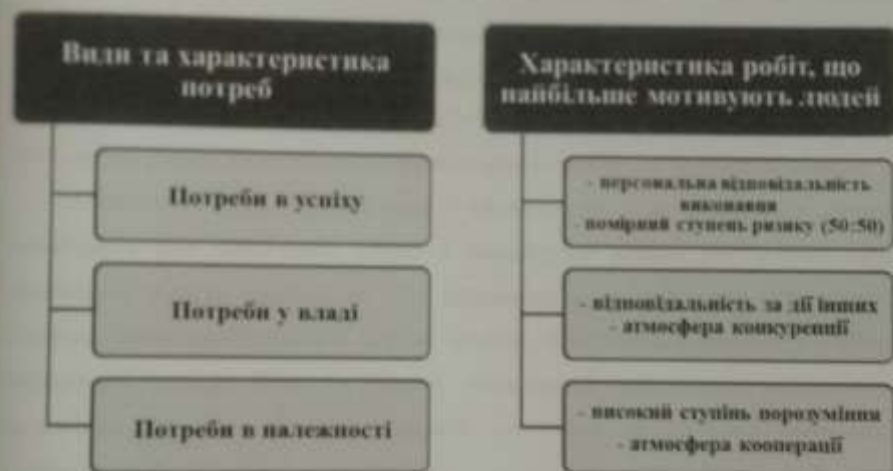 Види та характеристика
потреб
Потреби в успіху
Потреби у владі
Потреби в належності
Характеристика робіт, що
найбільше мотивують людей
- персональна відповідальність
виконавця
- помірний ступень ризику (50:50)
- відповідальність за дії інших
- атмосфера конкуренції
- високий ступінь порозуміння
- атмосфера кооперації